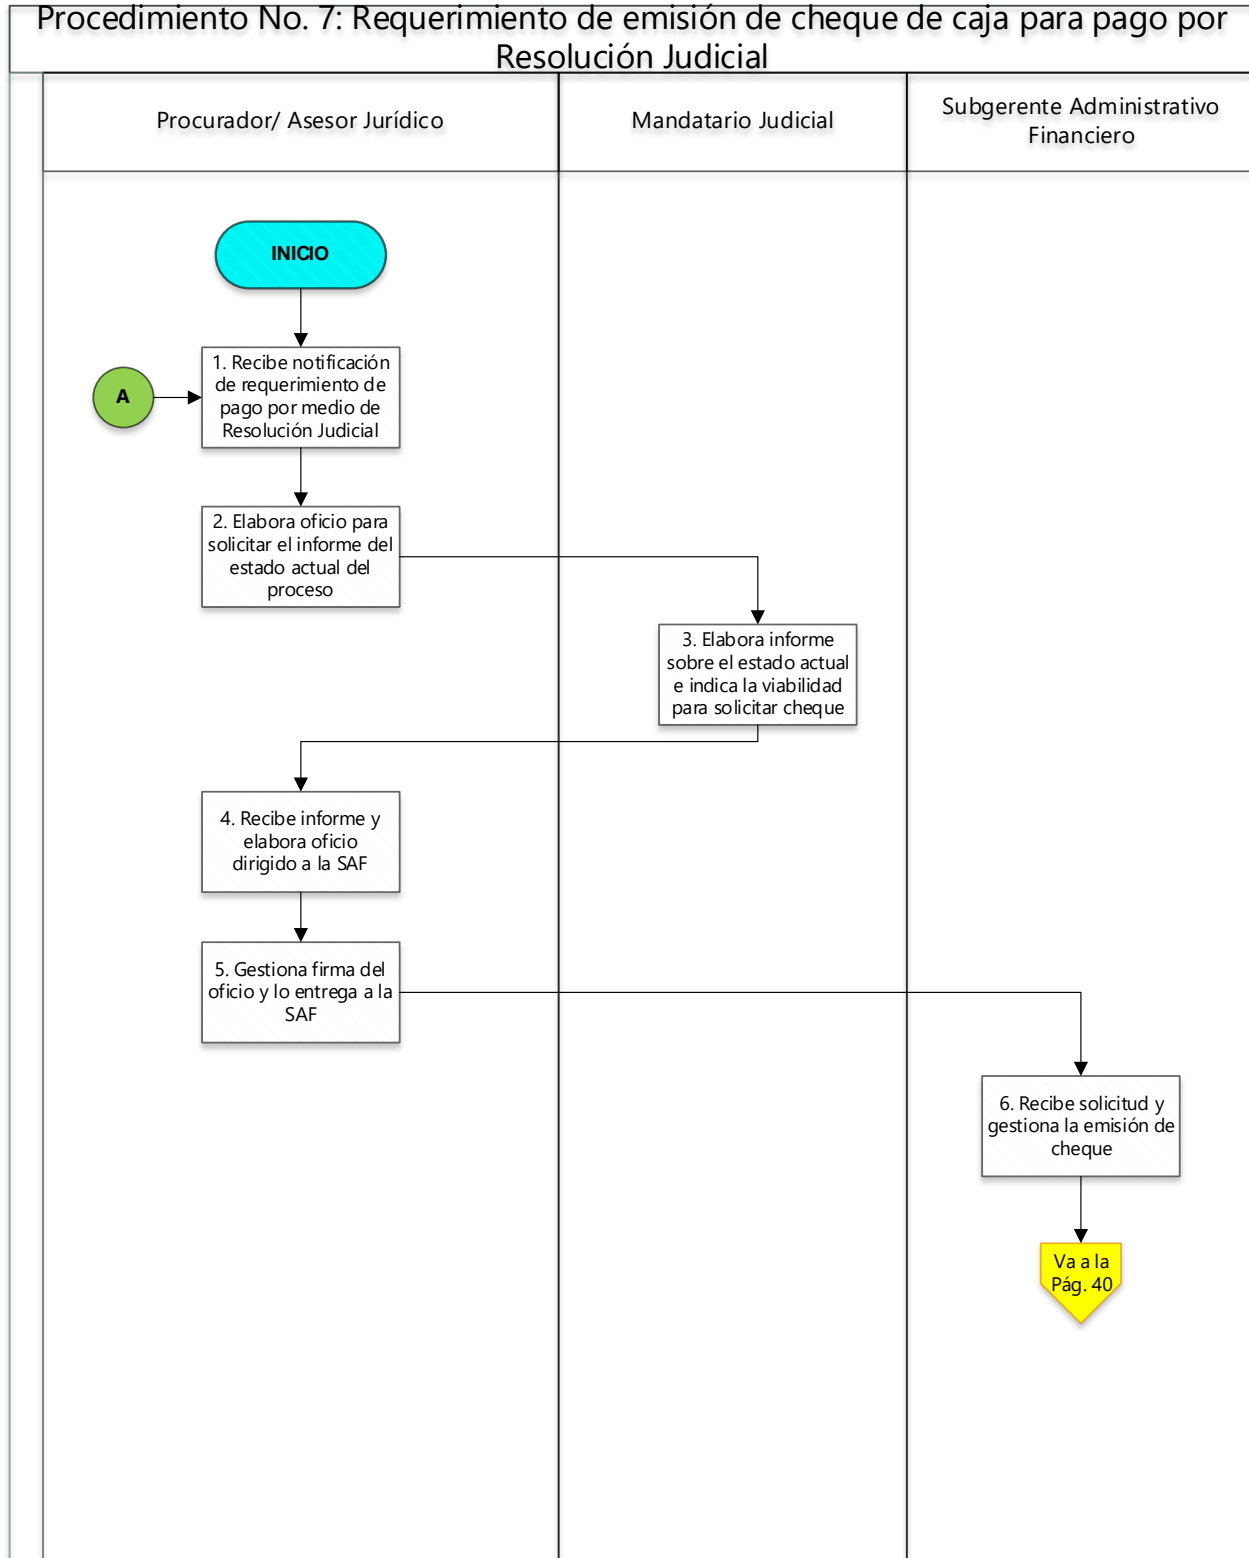 Procedimiento No. 7: Requerimiento de emisión de cheque de caja para pago por
Resolución Judicial
Procurador/ Asesor Jurídico
Mandatario Judicial
Subgerente Administrativo
Financiero
INICIO
A
1. Recibe notificación
de requerimiento de
pago por medio de
Resolución Judicial
2. Elabora oficio para
solicitar el informe del
estado actual del
proceso
3. Elabora informe
sobre el estado actual
e indica la viabilidad
para solicitar cheque
4. Recibe informe y
elabora oficio
dirigido a la SAF
5. Gestiona firma del
oficio y lo entrega a la
SAF
6. Recibe solicitud y
gestiona la emisión de
cheque
Va a la
Pág. 40